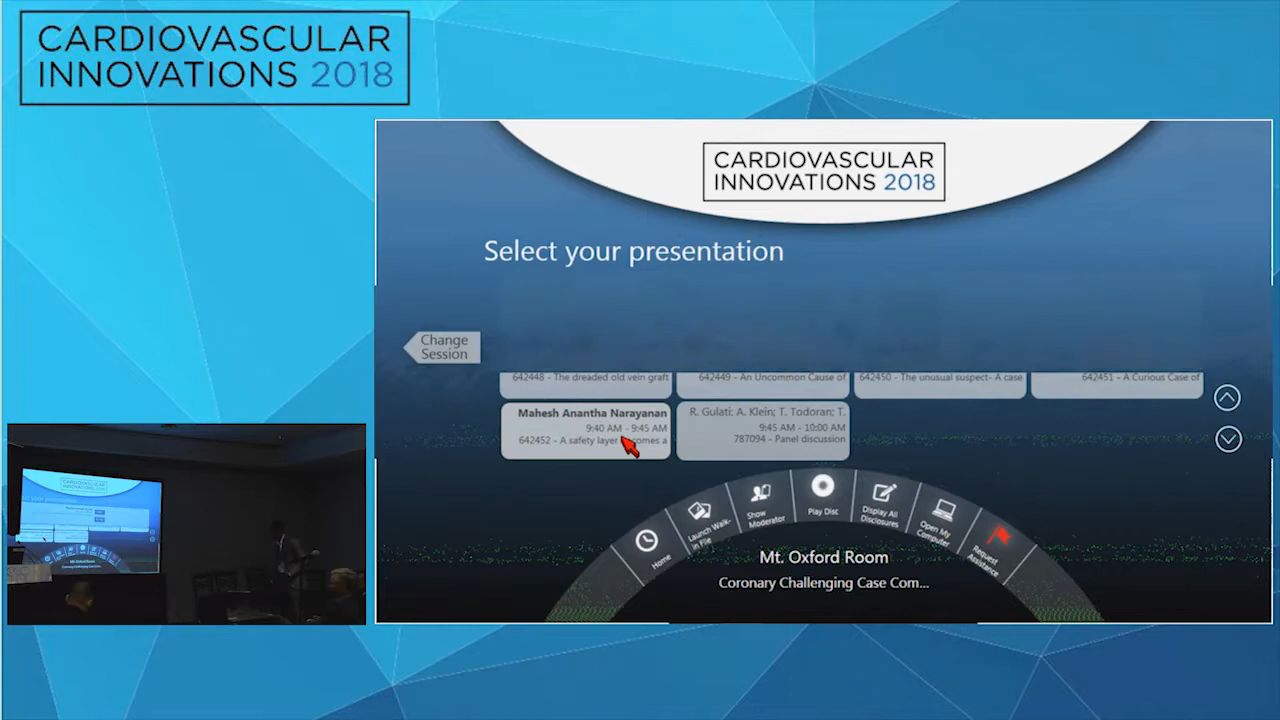 CARDIOVASCULAR
INNOVATIONS 2018
CARDIOVASCULAR
INNOVATIONS 2018
Select your presentation
Change
Session
642448 - The dreaded old vein graft
642449 - An Uncommon Cause of
642450 - The unusual suspect- A case
642451 - A Curious Case of
Mahesh Anantha Narayanan
9:40 AM - 9:45 AM
642452 - A safety layer becomes a
R. Gulati; A. Klein; T. Todoran; T.
9:45 AM - 10:00 AM
787094 - Panel discussion
Home
Launch Walk-
in File
Show
Moderator
Play Disc
Display All
Disclosures
Open My
Computer
Request
Assistance
Mt. Oxford Room
Coronary Challenging Case Com...